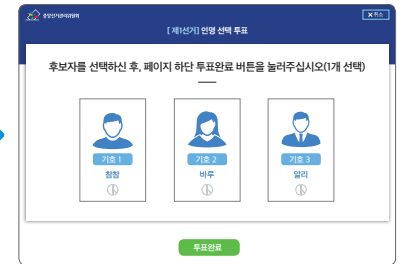 중앙선거관리위원회
×취소
[ 제1선거] 인명 선택 투표
후보자를 선택하신 후, 페이지 하단 투표완료 버튼을 눌러주십시오(1개 선택)
기호 1
참참
기호 2
바루
기호 3
알리
투표완료